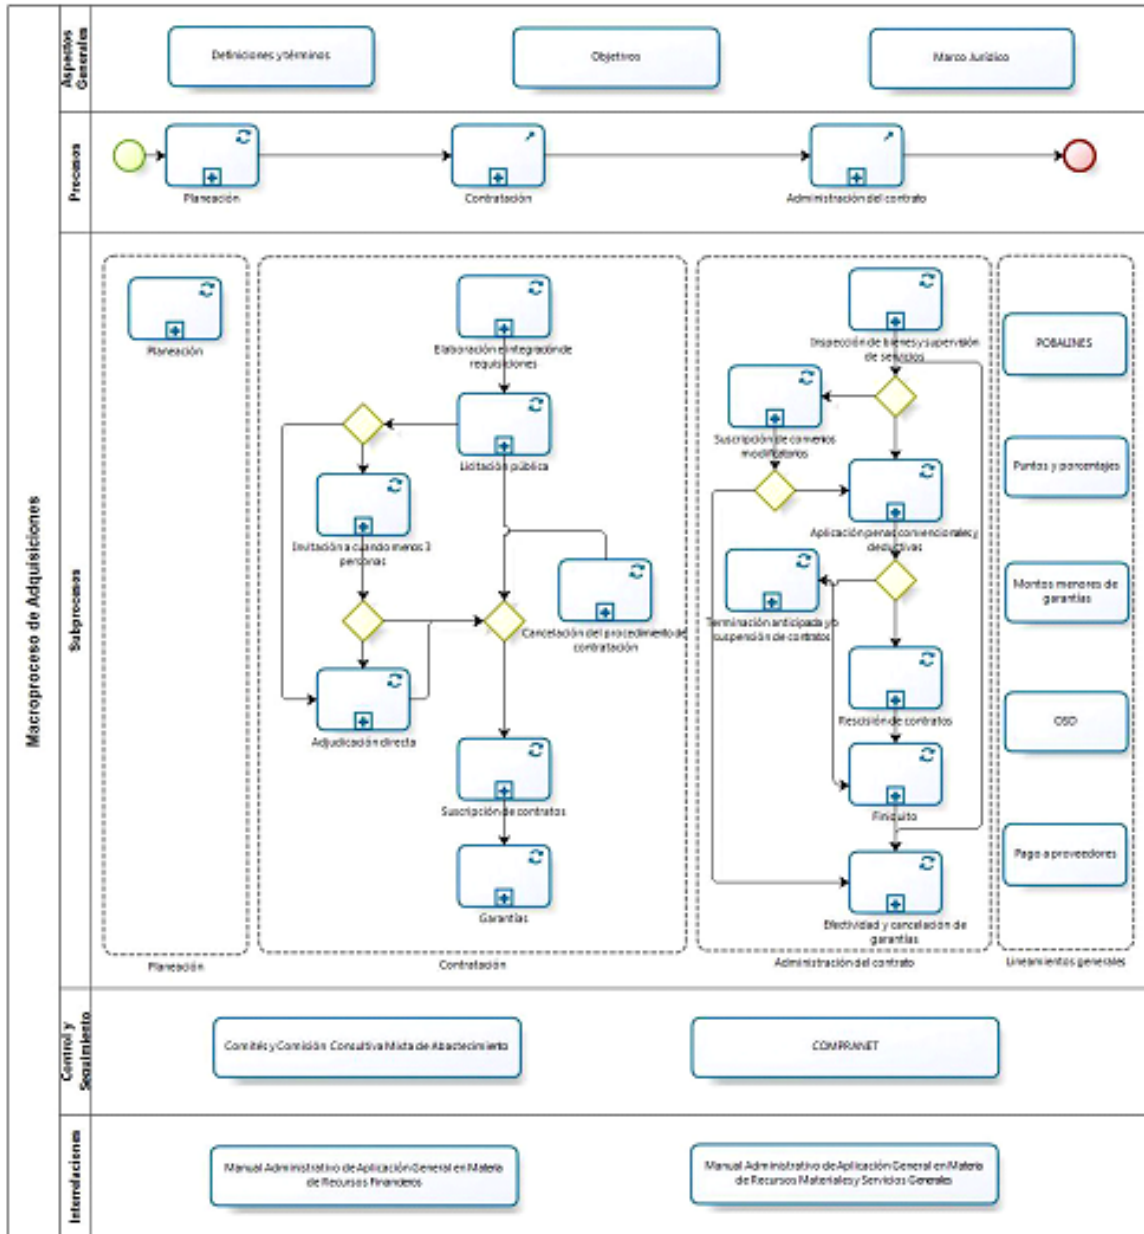 Macroproceso de Adquisiciones
Aspectos
Generales
Definiciones y términos
Objetivos
Marco Jurídico
Procesos
Planeación
Contratación
Administración del contrato
Subprocesos
Planeación
Elaboración e integración de
requisiciones
Licitación pública
Invitación a cuando menos 3
personas
Cancelación del procedimiento de
contratación
Adjudicación directa
Suscripción de contratos
Garantías
Inspección de bienes y supervisión
de servicios
Suscripción de convenios
modificatorios
Aplicación penas convencionales y
deductivas
Terminación anticipada y/o
suspención de contratos
Rescisión de contratos
Finiquito
Efectividad y cancelación de
garantías
POBALINES
Puntos y porcentajes
Montos menores de
garantías
OSD
Pago a proveedores
Planeación
Contratación
Administración del contrato
Lineamientos generales
Control y
Seguimiento
Comités y Comisión Consultiva Mixta de Abastecimiento
COMPRANET
Interrelaciones
Manual Administrativo de Aplicación General en Materia
de Recursos Financieros
Manual Administrativo de Aplicación General en Materia
de Recursos Materiales y Servicios Generales